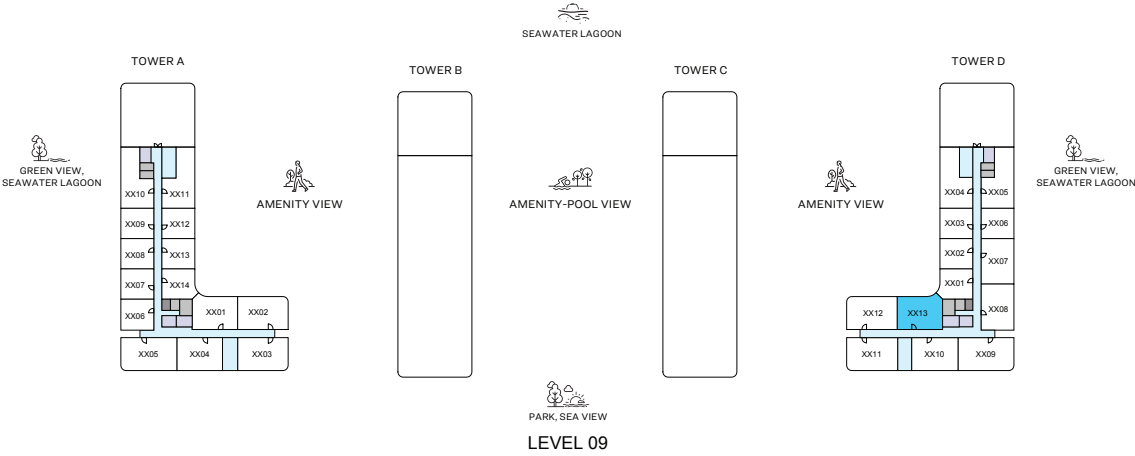 SEAWATER LAGOON
TOWER A
TOWER B
TOWER C
TOWER D
GREEN VIEW,
SEAWATER LAGOON
AMENITY VIEW
AMENITY-POOL VIEW
AMENITY VIEW
GREEN VIEW,
SEAWATER LAGOON
XX10
XX11
XX09
XX12
XX08
XX13
XX07
XX14
XX06
XX01
XX02
XX05
XX04
XX03
XX04
XX05
XX03
XX06
XX02
XX07
XX01
XX08
XX12
XX13
XX11
XX10
XX09
PARK, SEA VIEW
LEVEL 09